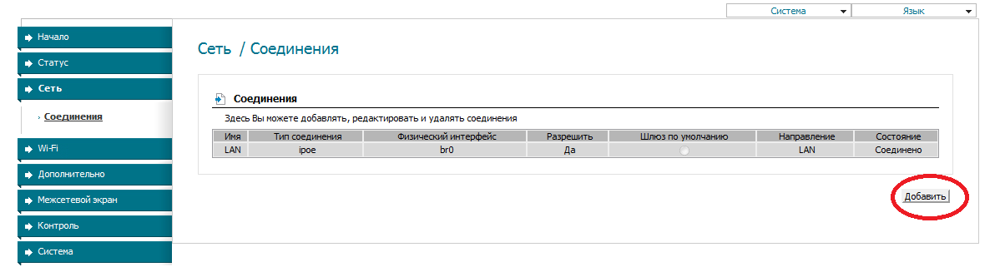 Система Язык
Начало
Статус
Сеть
Соединения
Wi-Fi
Дополнительно
Межсетевой экран
Контроль
Система
Сеть / Соединения
Соединения
Здесь Вы можете добавлять, редактировать и удалять соединения
Имя Тип соединения Физический интерфейс Разрешить Шлюз по умолчанию Направление Состояние
LAN ipoe br0 Да LAN Соединено
Добавить